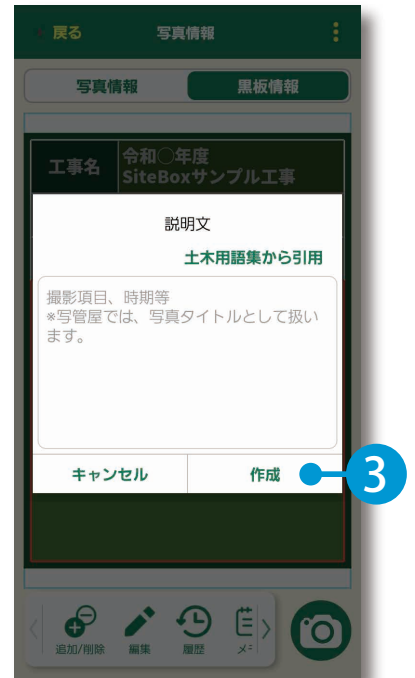 戻る 写真情報
写真情報 黒板情報
工事名 令和○年度
SiteBoxサンプル工事
説明文
土木用語集から引用
撮影項目、時期等
*写管屋では、写真タイトルとして扱い
ます。
キャンセル 作成
3
追加/削除 編集 履歴